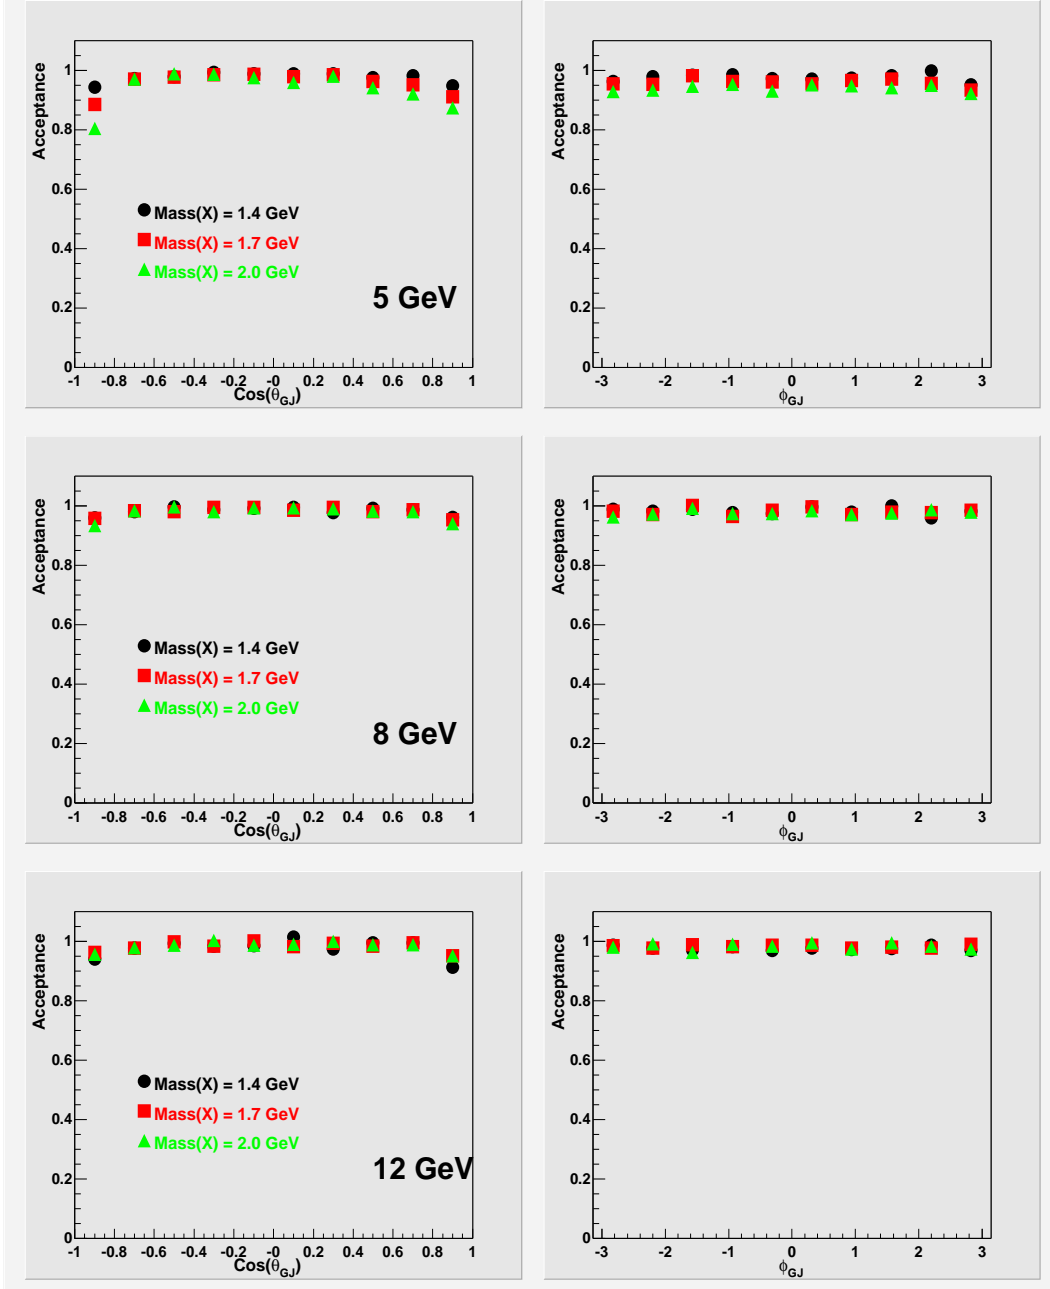 Acceptance
1
0.8
0.6
0.4
0.2
0
Mass(X) = 1.4 GeV
Mass(X) = 1.7 GeV
Mass(X) = 2.0 GeV
5 GeV
-1 -0.8 -0.6 -0.4 -0.2 -0 0.2 0.4 0.6 0.8 1
Cos(θGJ)
Acceptance
1
0.8
0.6
0.4
0.2
0
-3 -2 -1 0 1 2 3
ϕGJ
Acceptance
1
0.8
0.6
0.4
0.2
0
Mass(X) = 1.4 GeV
Mass(X) = 1.7 GeV
Mass(X) = 2.0 GeV
8 GeV
-1 -0.8 -0.6 -0.4 -0.2 -0 0.2 0.4 0.6 0.8 1
Cos(θGJ)
Acceptance
1
0.8
0.6
0.4
0.2
0
-3 -2 -1 0 1 2 3
ϕGJ
Acceptance
1
0.8
0.6
0.4
0.2
0
Mass(X) = 1.4 GeV
Mass(X) = 1.7 GeV
Mass(X) = 2.0 GeV
12 GeV
-1 -0.8 -0.6 -0.4 -0.2 -0 0.2 0.4 0.6 0.8 1
Cos(θGJ)
Acceptance
1
0.8
0.6
0.4
0.2
0
-3 -2 -1 0 1 2 3
ϕGJ